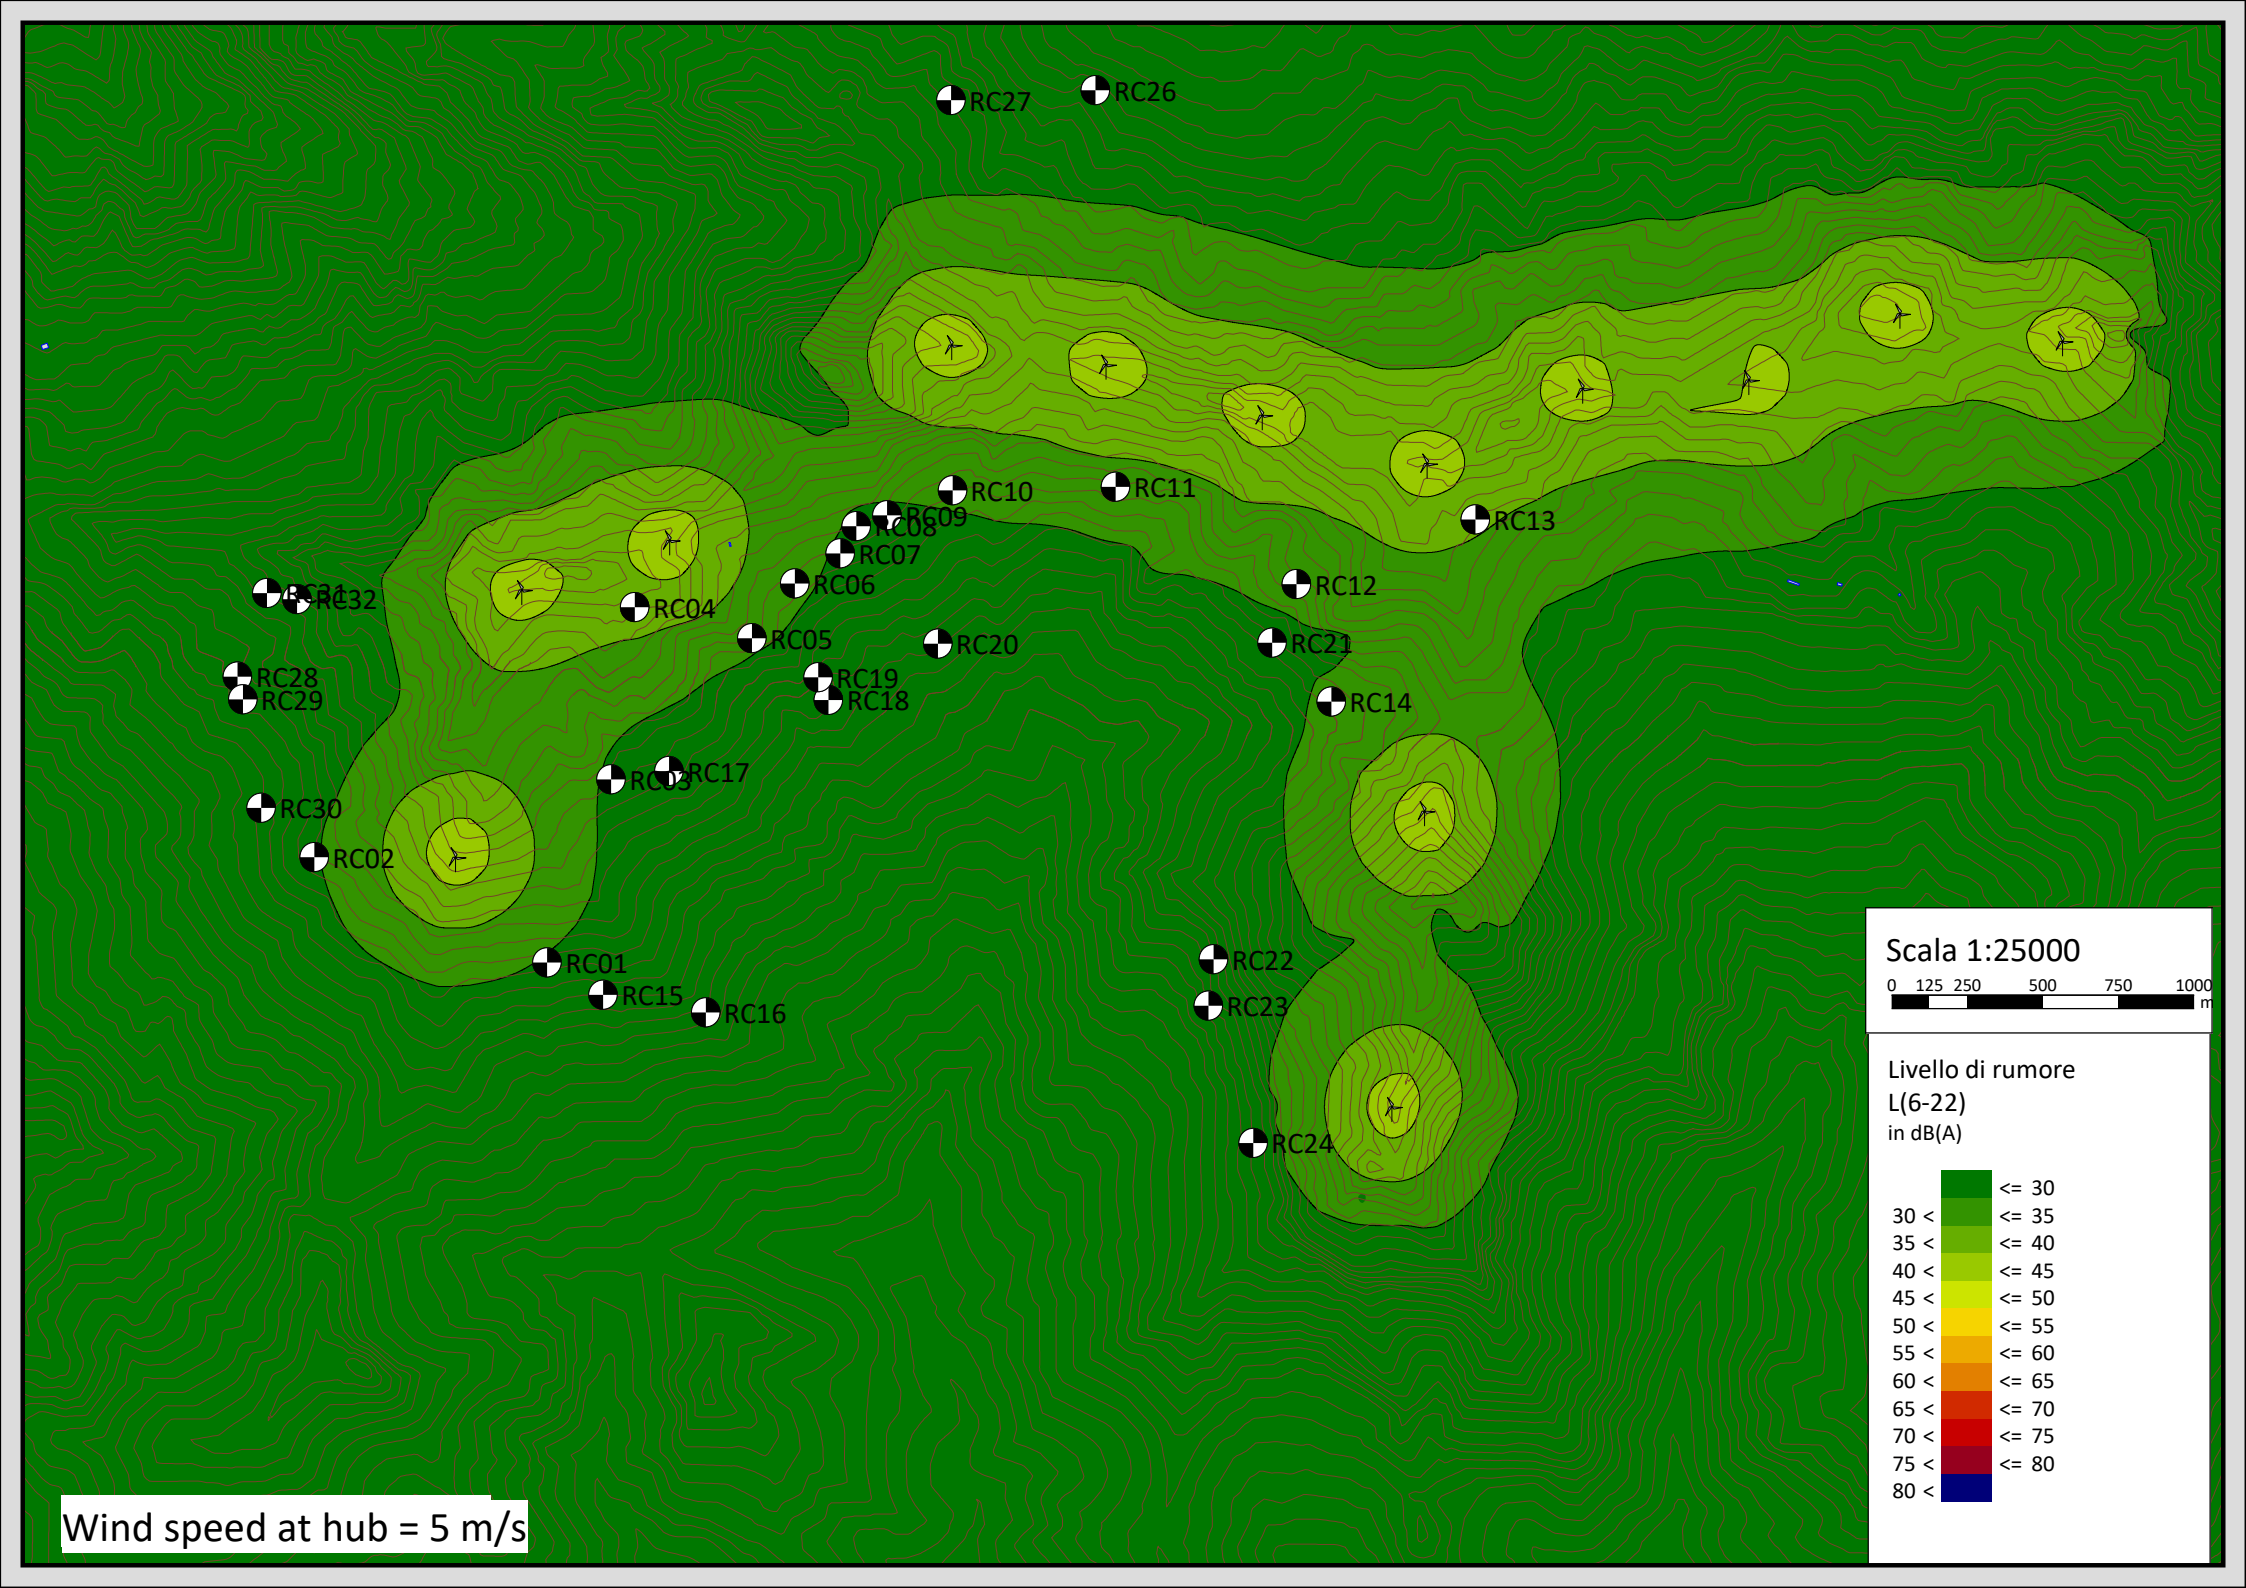 RC27
RC26
RC10
RC11
RC09
RC08
RC13
RC07
RC06
RC12
RC31
RC32
RC04
RC05
RC20
RC21
RC28
RC19
RC29
RC18
RC14
RC03
RC17
RC30
RC02
RC01
RC22
RC15
RC23
RC16
RC24
Scala 1:25000
0 125 250 500 750 1000
m
Livello di rumore
L(6-22)
in dB(A)
<= 30
30 < <= 35
35 < <= 40
40 < <= 45
45 < <= 50
50 < <= 55
55 < <= 60
60 < <= 65
65 < <= 70
70 < <= 75
75 < <= 80
80 <
Wind speed at hub = 5 m/s